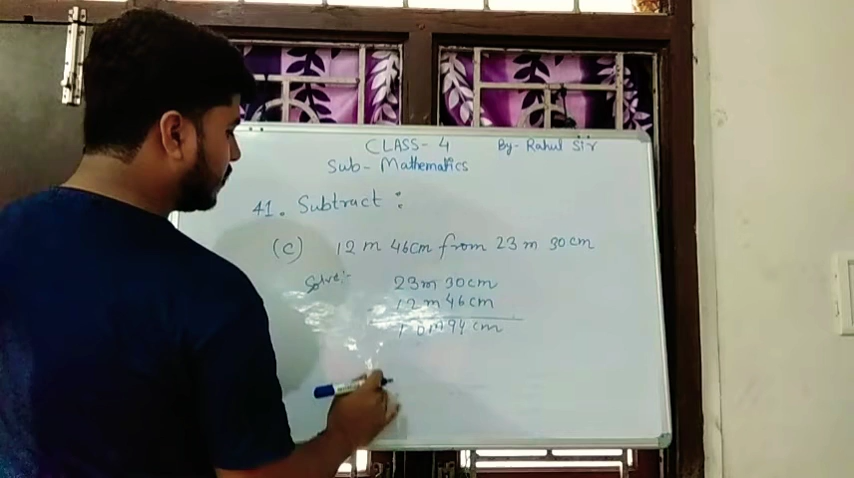 CLASS- 4 By- Rahul Sir
Sub- Mathematics
41. Subtract :
(c) 12 m 46cm from 23 m 30 cm
Solve:-
23m 30cm
- 12 m 46 cm
10m 94 cm